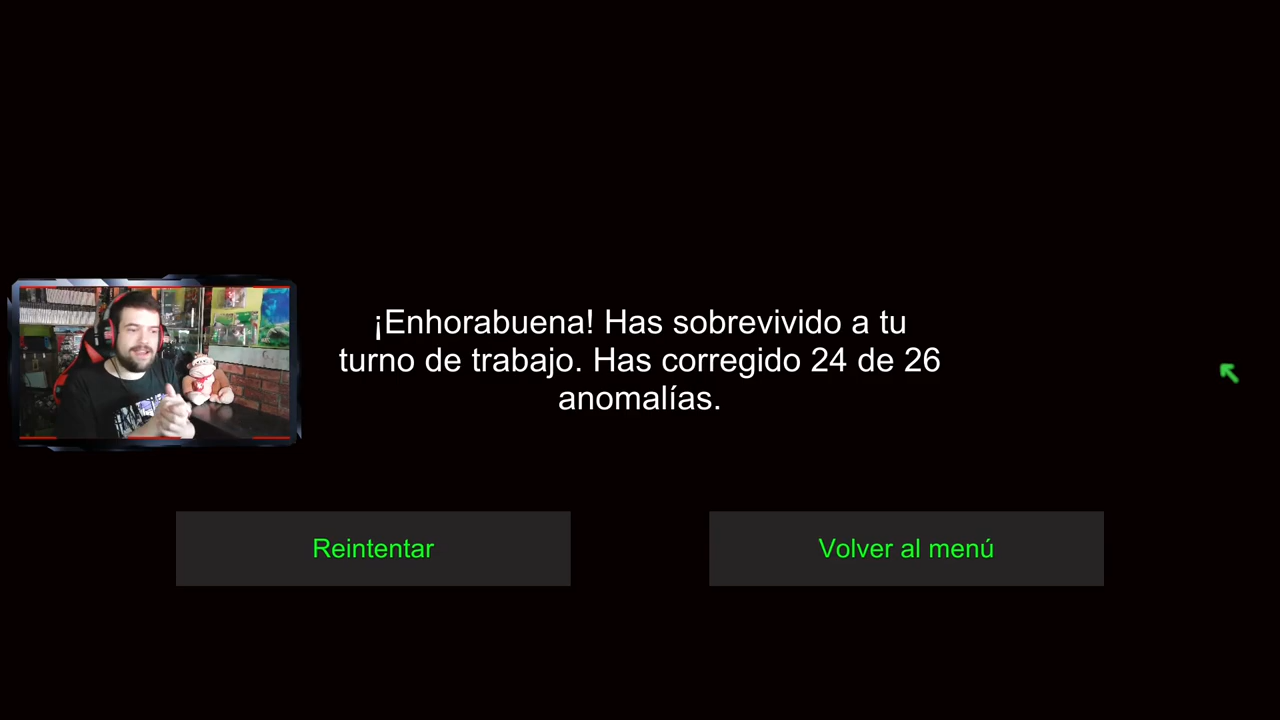 ¡Enhorabuena! Has sobrevivido a tu
turno de trabajo. Has corregido 24 de 26
anomalías.
Reintentar
Volver al menú